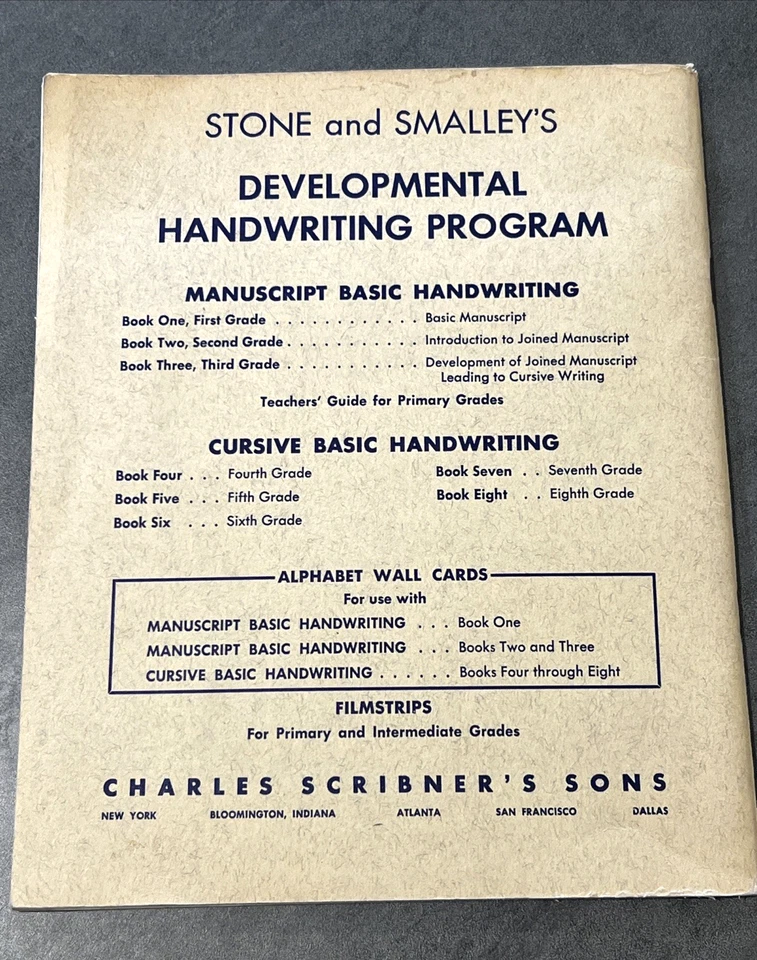 STONE and SMALLEY'S
DEVELOPMENTAL
HANDWRITING PROGRAM
MANUSCRIPT BASIC HANDWRITING
Book One, First Grade . . . . . . . . . . . . Basic Manuscript
Book Two, Second Grade . . . . . . . . . . . Introduction to Joined Manuscript
Book Three, Third Grade . . . . . . . . . . . Development of Joined Manuscript
Leading to Cursive Writing
Teachers' Guide for Primary Grades
CURSIVE BASIC HANDWRITING
Book Four . . . Fourth Grade
Book Five . . . Fifth Grade
Book Six . . . Sixth Grade
Book Seven . . Seventh Grade
Book Eight . . Eighth Grade
ALPHABET WALL CARDS
For use with
MANUSCRIPT BASIC HANDWRITING . . . Book One
MANUSCRIPT BASIC HANDWRITING . . . Books Two and Three
CURSIVE BASIC HANDWRITING . . . . . . Books Four through Eight
FILMSTRIPS
For Primary and Intermediate Grades
CHARLES SCRIBNER'S SONS
NEW YORK BLOOMINGTON, INDIANA ATLANTA SAN FRANCISCO DALLAS